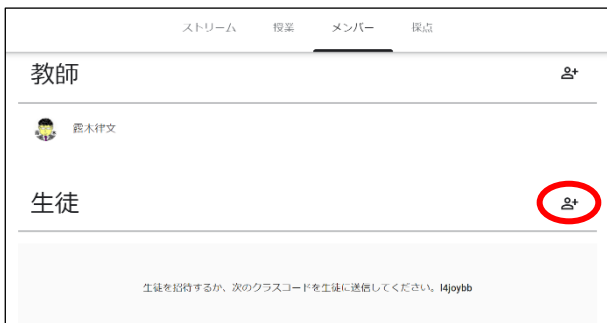 ストリーム 授業 メンバー 採点
教師
露木律文
生徒
生徒を招待するか、次のクラスコードを生徒に送信してください。l4joybb